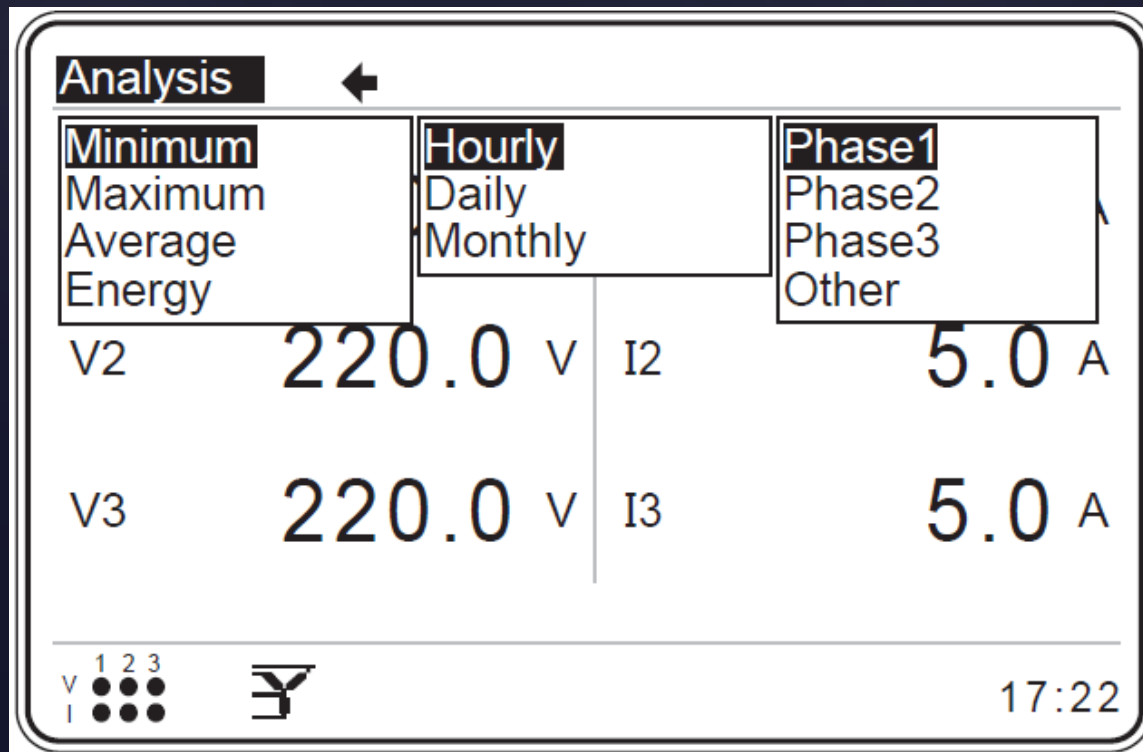 Analysis
Minimum Hourly Phase1
Maximum Daily Phase2
Average Monthly Phase3
Energy Other
V2 220.0 V I2 5.0 A
V3 220.0 V I3 5.0 A
1 2 3
V
I
17:22